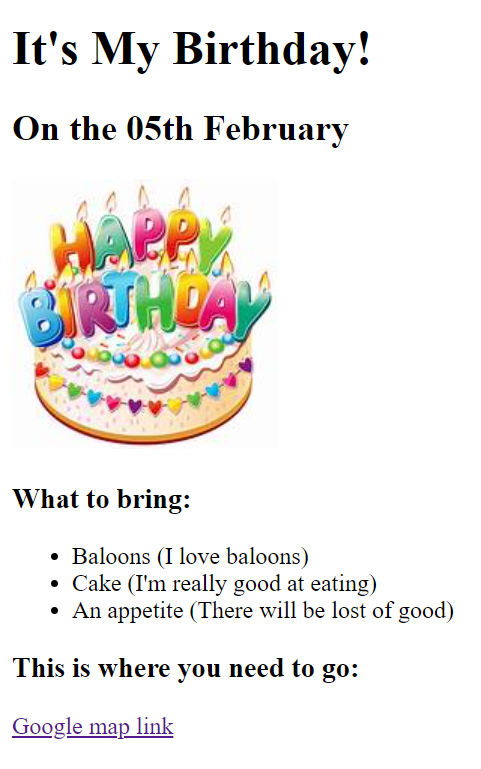 It's My Birthday!
On the 05th February
HAPPY
BIRTHDAY
What to bring:
• Baloons (I love baloons)
• Cake (I'm really good at eating)
• An appetite (There will be lost of good)
This is where you need to go:
Google map link